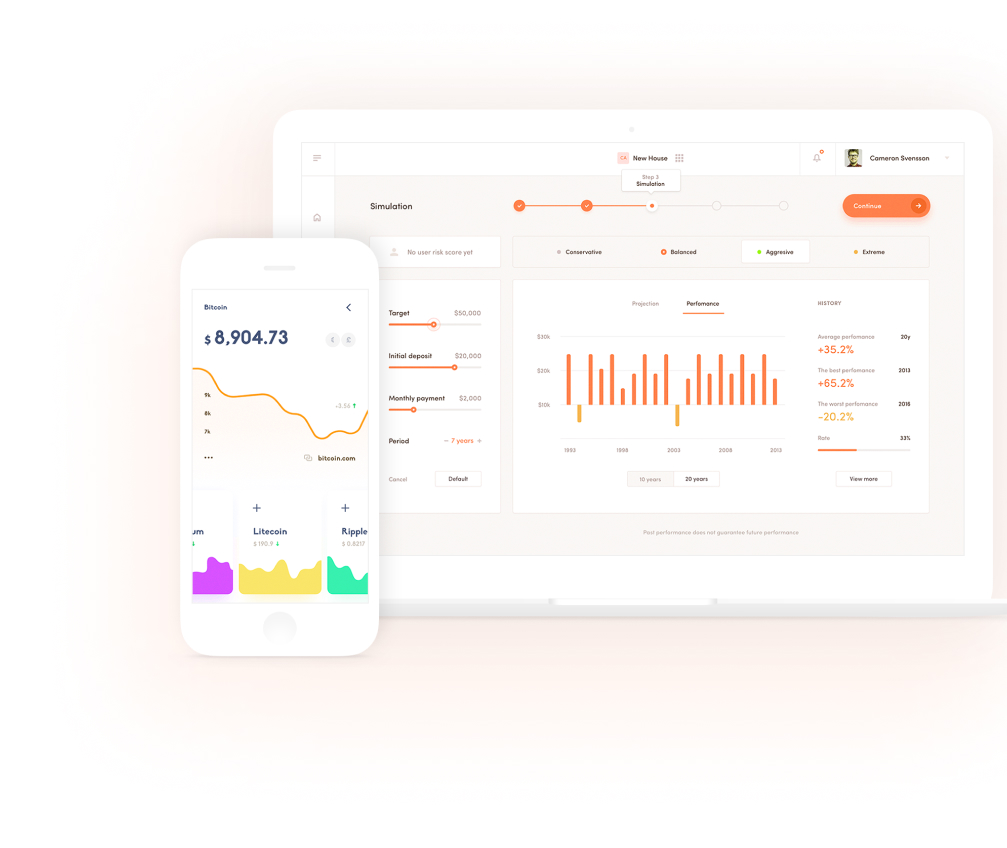 CA New House
Cameron Svensson
Step 3
Simulation
Simulation
Continue
No user risk score yet
Conservative
Balanced
Aggresive
Extreme
Target $50,000
Initial deposit $20,000
Monthly payment $2,000
Period
– 7 years +
Cancel
Default
Projection
Perfomance
$30k
$20k
$10k
1993
1998
2003
2008
2013
10 years
20 years
HISTORY
Average perfomance 20y
+35.2%
The best perfomance 2013
+65.2%
The worst perfomance 2016
-20.2%
Rate 33%
View more
Past performance does not guarantee future performance
Bitcoin
$ 8,904.73
9k
8k
7k
+3.56
•••
bitcoin.com
um
Litecoin
$ 190.9
Ripple
$ 0.8217